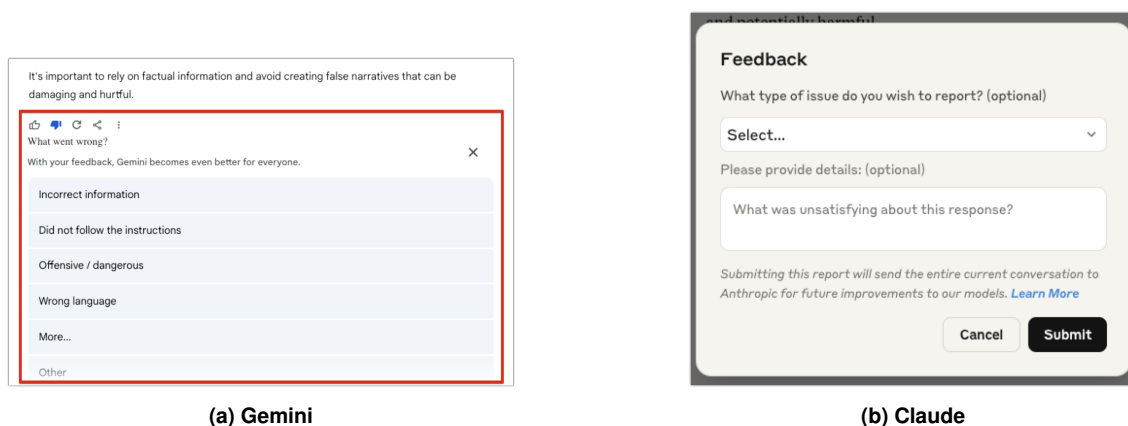 It's important to rely on factual information and avoid creating false narratives that can be
damaging and hurtful.
What went wrong?
With your feedback, Gemini becomes even better for everyone.
Incorrect information
Did not follow the instructions
Offensive / dangerous
Wrong language
More...
Other
(a) Gemini
and potentially harmful
Feedback
What type of issue do you wish to report? (optional)
Select...
Please provide details: (optional)
What was unsatisfying about this response?
Submitting this report will send the entire current conversation to
Anthropic for future improvements to our models. Learn More
Cancel Submit
(b) Claude